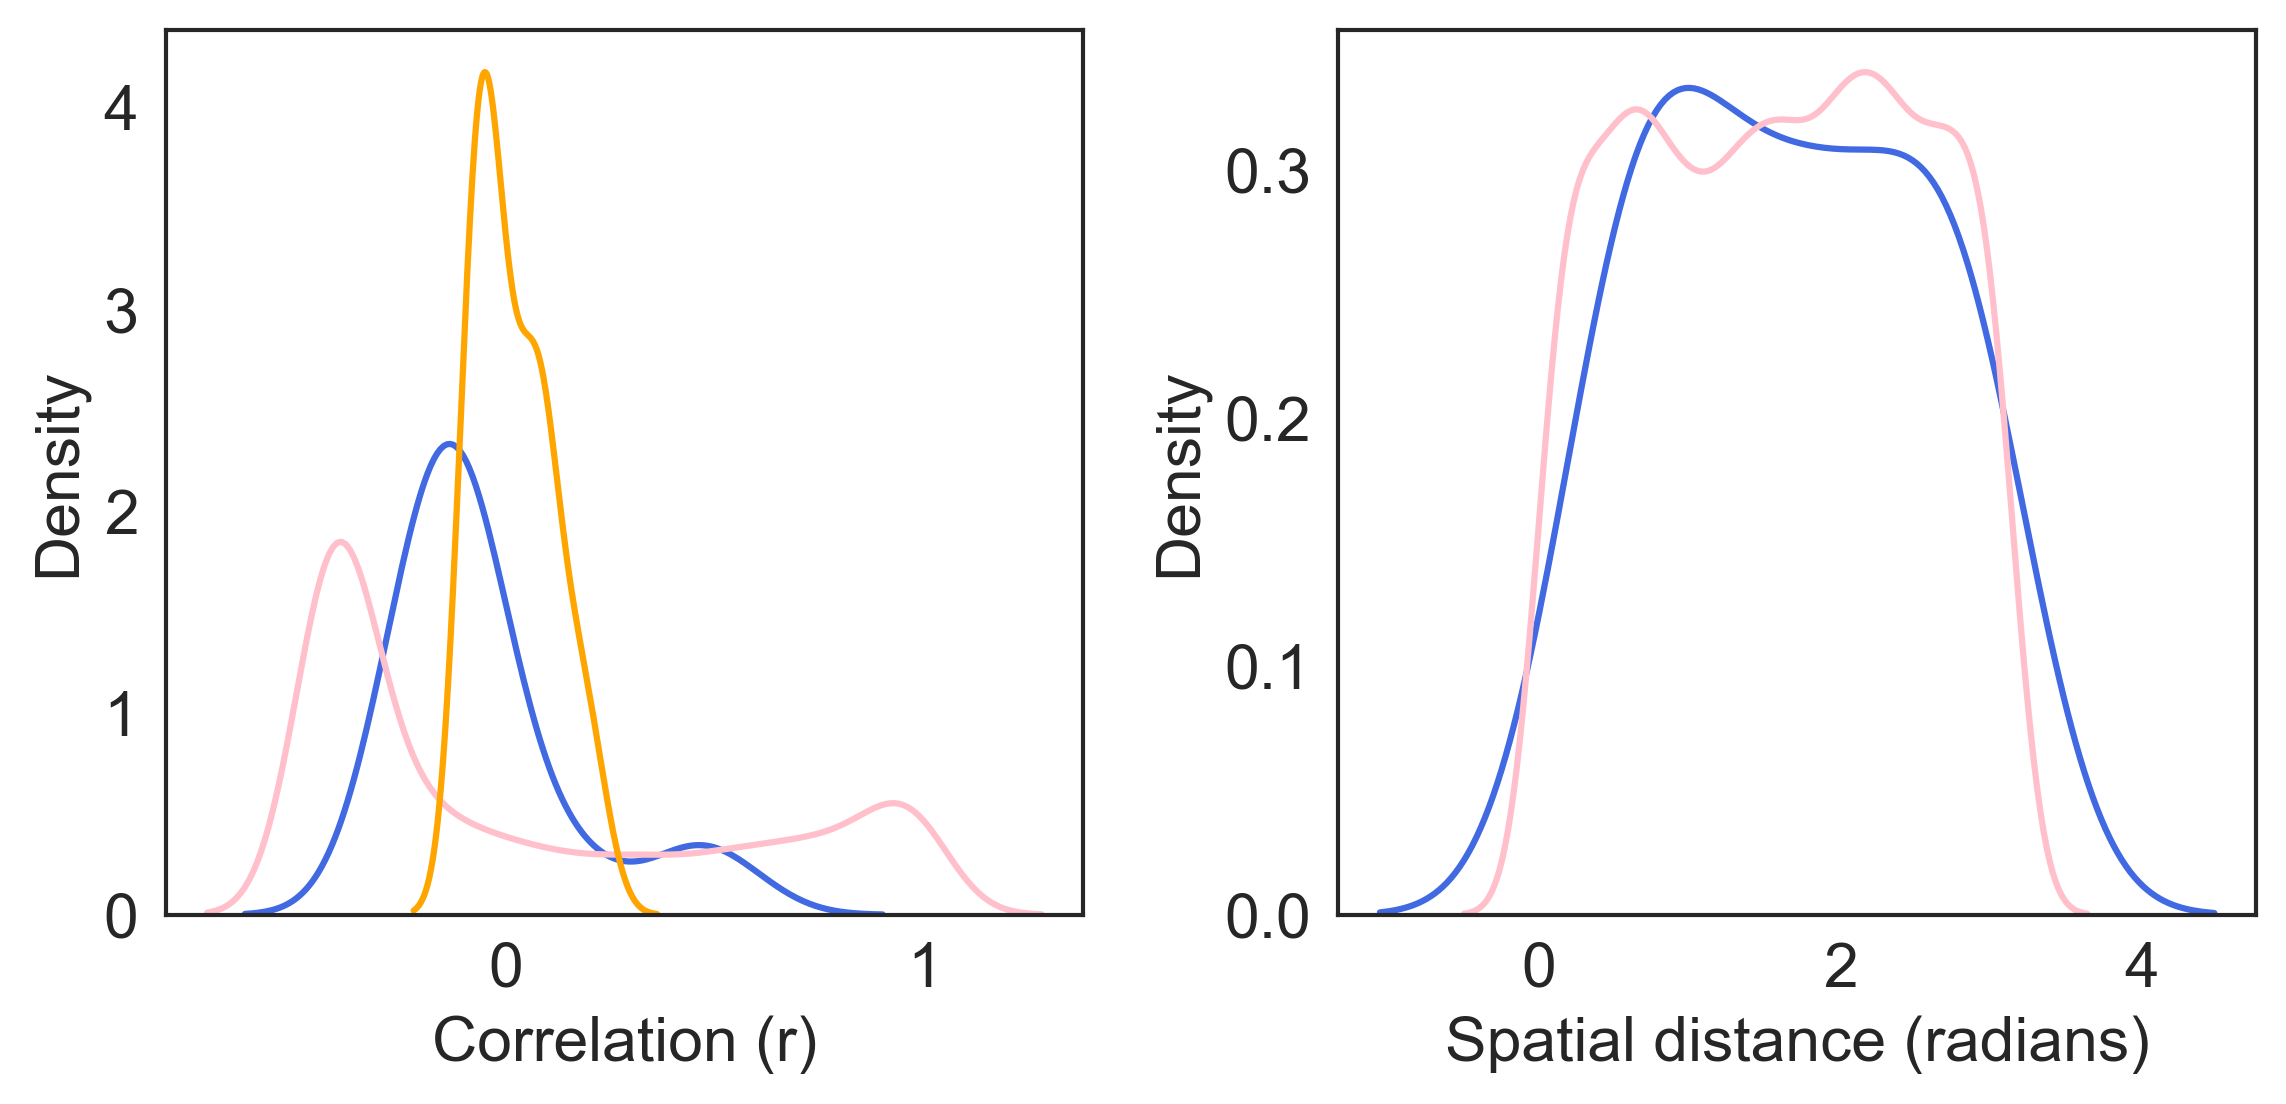 Density
4
3
2
1
0
0 1
Correlation (r)
Density
0.3
0.2
0.1
0.0
0 2 4
Spatial distance (radians)